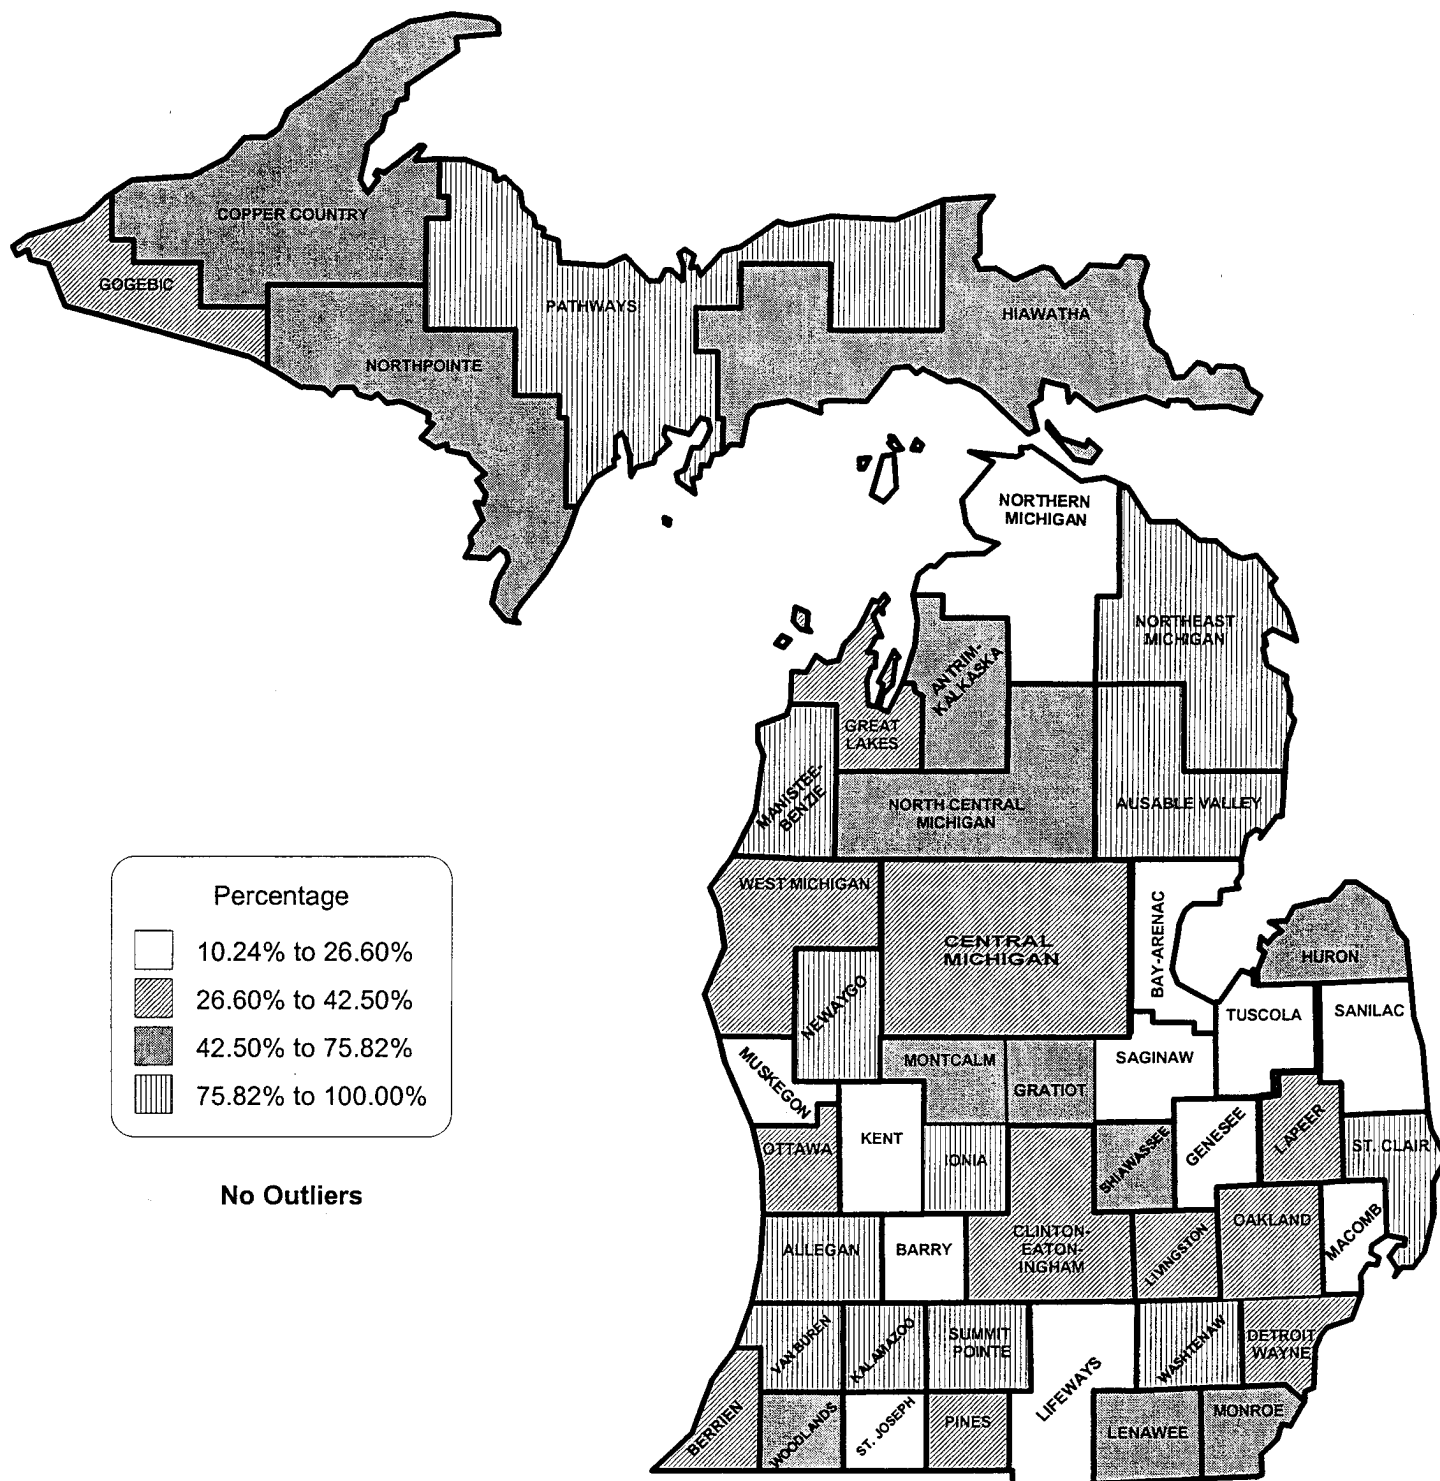 COPPER COUNTRY
GOGEBIC
PATHWAYS
HIAWATHA
NORTHPOINTE
NORTHERN
MICHIGAN
NORTHEAST
MICHIGAN
ANTRIM-
KALKASKA
GREAT
LAKES
MANISTEE-
BENZIE
NORTH CENTRAL
MICHIGAN
AUSABLE VALLEY
WEST MICHIGAN
CENTRAL
MICHIGAN
BAY-ARENAC
HURON
NEWAYGO
TUSCOLA
SANILAC
MUSKEGON
MONTCALM
GRATIOT
SAGINAW
OTTAWA
KENT
IONIA
SHIAWASSEE
GENESEE
LAPEER
ST. CLAIR
ALLEGAN
BARRY
CLINTON-
EATON-
INGHAM
LIVINGSTON
OAKLAND
MACOMB
VAN BUREN
KALAMAZOO
SUMMIT
POINTE
LIFEWAYS
WASHTENAW
DETROIT
WAYNE
BERRIEN
WOODLANDS
ST. JOSEPH
PINES
LENAWEE
MONROE
Percentage
10.24% to 26.60%
26.60% to 42.50%
42.50% to 75.82%
75.82% to 100.00%
No Outliers